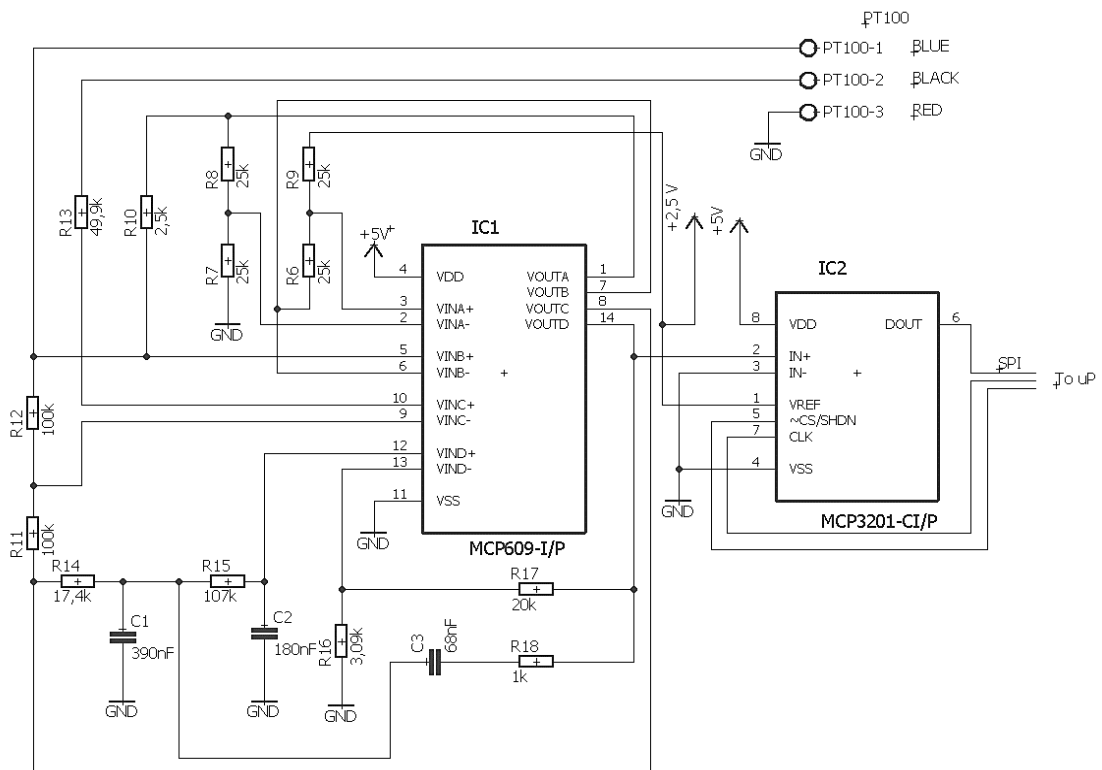 PT100
PT100-1 BLUE
PT100-2 BLACK
PT100-3 RED
GND
R8 25k
R9 25k
R13 49,9k
R10 2,5k
R7 25k
R6 25k
GND
+5V
+2,5 V
+5V
IC1
4 VDD
3 VINA+
2 VINA-
5 VINB+
6 VINB-
10 VINC+
9 VINC-
12 VIND+
13 VIND-
11 VSS
VOUTA 1
VOUTB 7
VOUTC 8
VOUTD 14
MCP609-I/P
GND
IC2
8 VDD
2 IN+
3 IN-
1 VREF
5 ~CS/SHDN
7 CLK
4 VSS
DOUT 6
MCP3201-CI/P
GND
SPI
To uP
R12 100k
R11 100k
R14
17,4k
R15
107k
C1
390nF
C2
180nF
R16 3,09k
R17
20k
C3 68nF
R18
1k
GND
GND
GND